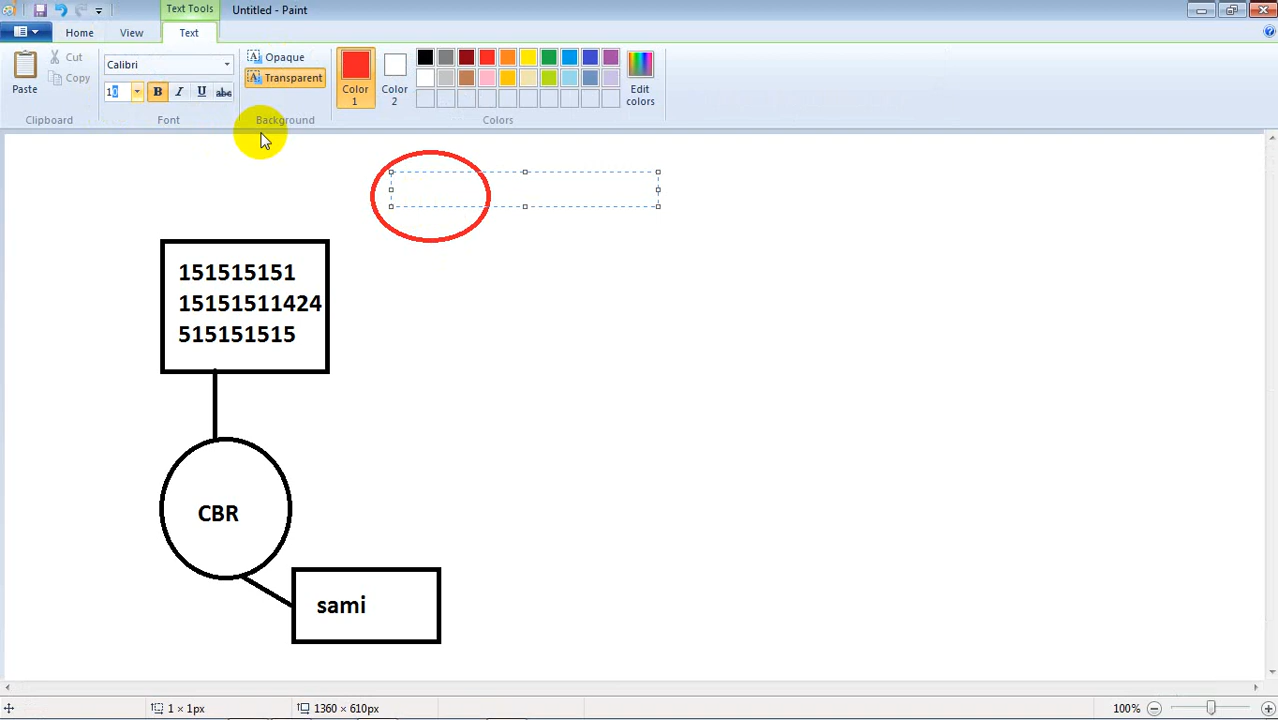 Text Tools
Untitled - Paint
Home
View
Text
Paste
Cut
Copy
Clipboard
Calibri
10
B I U abc
Font
Opaque
Transparent
Background
Color 1
Color 2
Edit colors
Colors
151515151
15151511424
515151515
CBR
sami
1 × 1px
1360 × 610px
100%